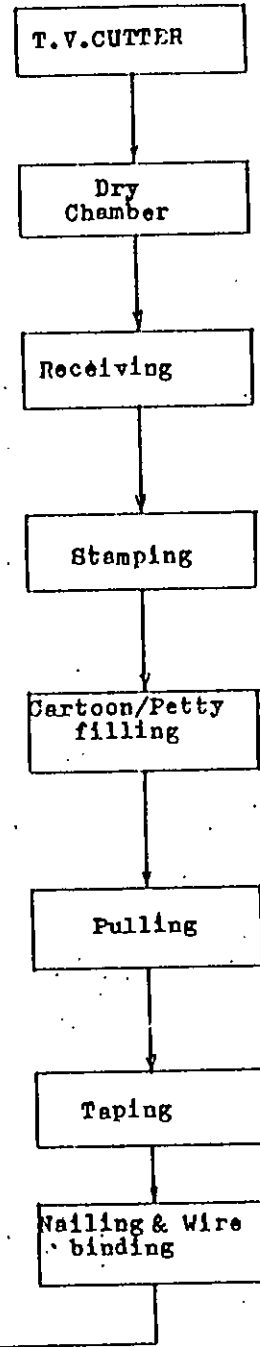 T.V.CUTTER
Dry
Chamber
Receiving
Stamping
Cartoon/Petty
filling
Pulling
Taping
Nailing & Wire
binding